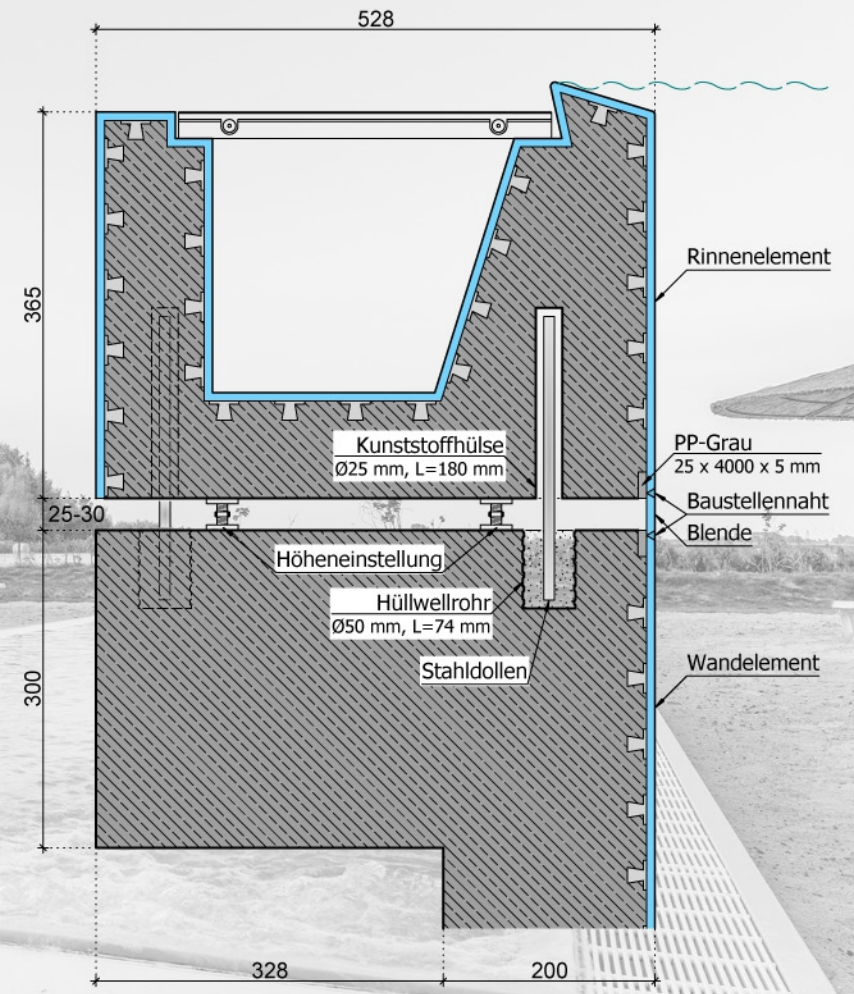 528
Rinnenelement
365
Kunststoffhülse
Ø25 mm, L=180 mm
PP-Grau
25 x 4000 x 5 mm
25-30
Baustellennaht
Blende
Höheneinstellung
Hüllwellrohr
Ø50 mm, L=74 mm
Stahldollen
Wandelement
300
328
200